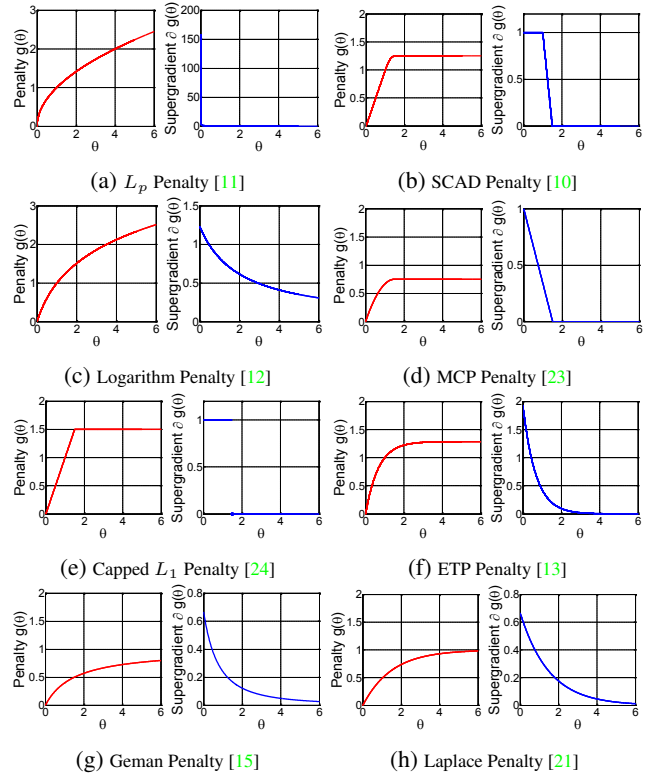 3
2
1
0
0 2 4 6
θ
Penalty g(θ)
200
150
100
50
0
0 2 4 6
θ
Supergradient ∂ g(θ)
(a) Lp Penalty [11]
2
1.5
1
0.5
0
0 2 4 6
θ
Penalty g(θ)
1
0.5
0
0 2 4 6
θ
Supergradient ∂ g(θ)
(b) SCAD Penalty [10]
3
2
1
0
0 2 4 6
θ
Penalty g(θ)
1.5
1
0.5
0
0 2 4 6
θ
Supergradient ∂ g(θ)
(c) Logarithm Penalty [12]
2
1.5
1
0.5
0
0 2 4 6
θ
Penalty g(θ)
1
0.5
0
0 2 4 6
θ
Supergradient ∂ g(θ)
(d) MCP Penalty [23]
2
1.5
1
0.5
0
0 2 4 6
θ
Penalty g(θ)
1
0.5
0
0 2 4 6
θ
Supergradient ∂ g(θ)
(e) Capped L1 Penalty [24]
2
1.5
1
0.5
0
0 2 4 6
θ
Penalty g(θ)
2
1.5
1
0.5
0
0 2 4 6
θ
Supergradient ∂ g(θ)
(f) ETP Penalty [13]
2
1.5
1
0.5
0
0 2 4 6
θ
Penalty g(θ)
0.8
0.6
0.4
0.2
0
0 2 4 6
θ
Supergradient ∂ g(θ)
(g) Geman Penalty [15]
2
1.5
1
0.5
0
0 2 4 6
θ
Penalty g(θ)
0.8
0.6
0.4
0.2
0
0 2 4 6
θ
Supergradient ∂ g(θ)
(h) Laplace Penalty [21]